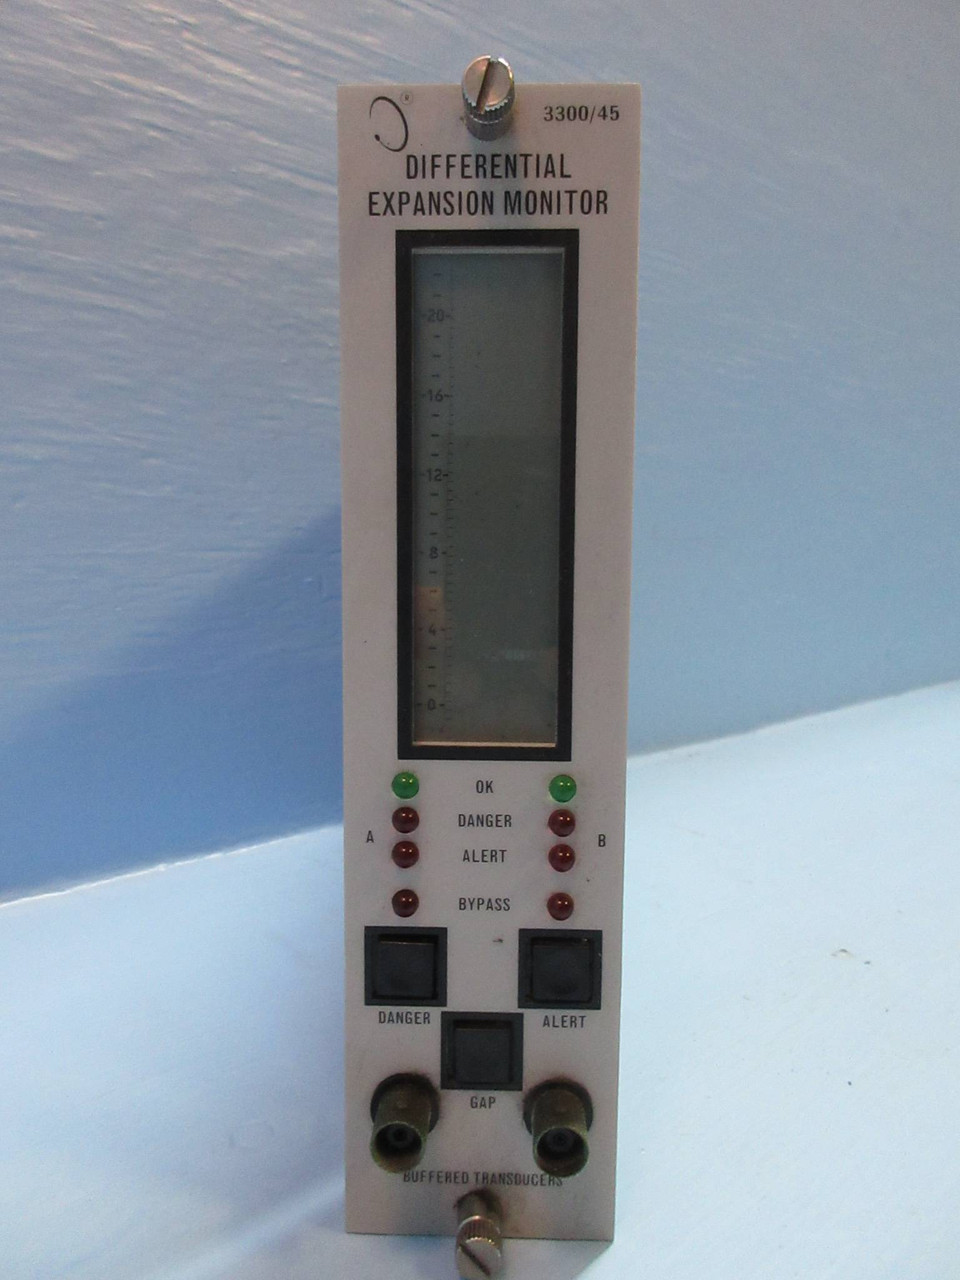 ®
3300/45
DIFFERENTIAL
EXPANSION MONITOR
20
16
12
8
4
0
OK
DANGER
A
B
ALERT
BYPASS
DANGER
ALERT
GAP
BUFFERED TRANSDUCERS